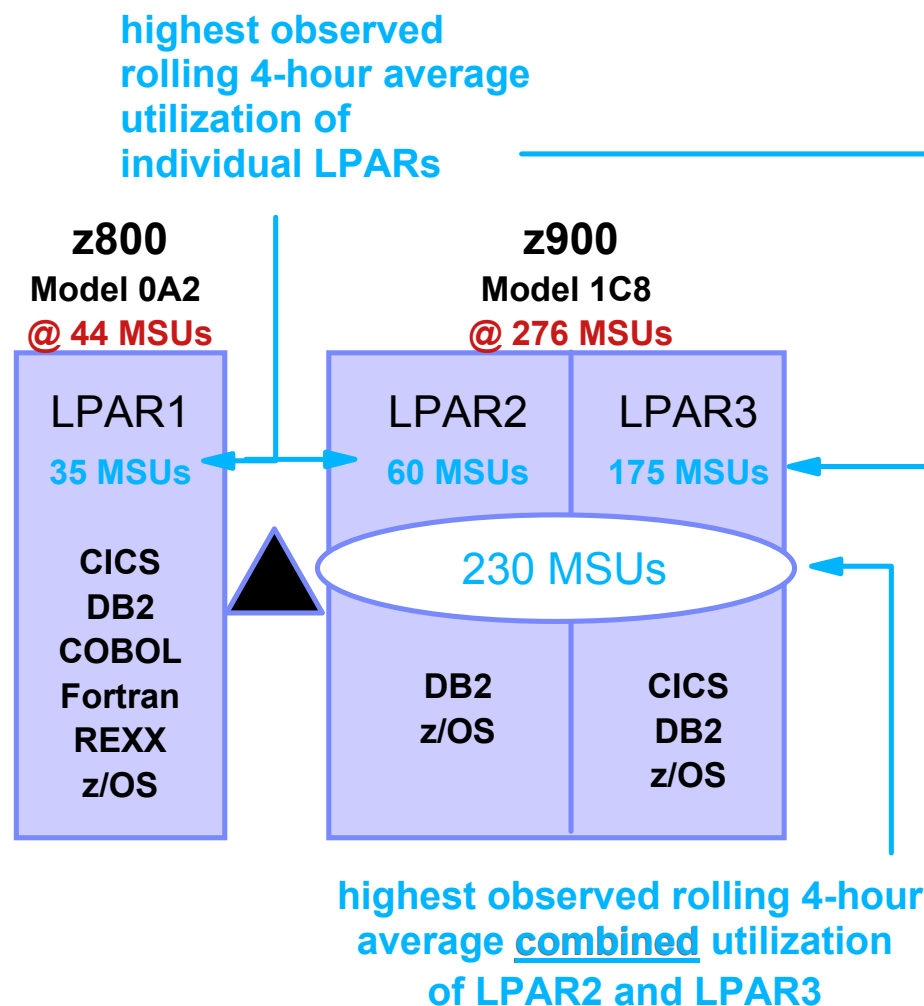 highest observed
rolling 4-hour average
utilization of
individual LPARs
z800
Model 0A2
@ 44 MSUs
z900
Model 1C8
@ 276 MSUs
LPAR1
35 MSUs
LPAR2
60 MSUs
LPAR3
175 MSUs
230 MSUs
CICS
DB2
COBOL
Fortran
REXX
z/OS
DB2
z/OS
CICS
DB2
z/OS
highest observed rolling 4-hour
average combined utilization
of LPAR2 and LPAR3